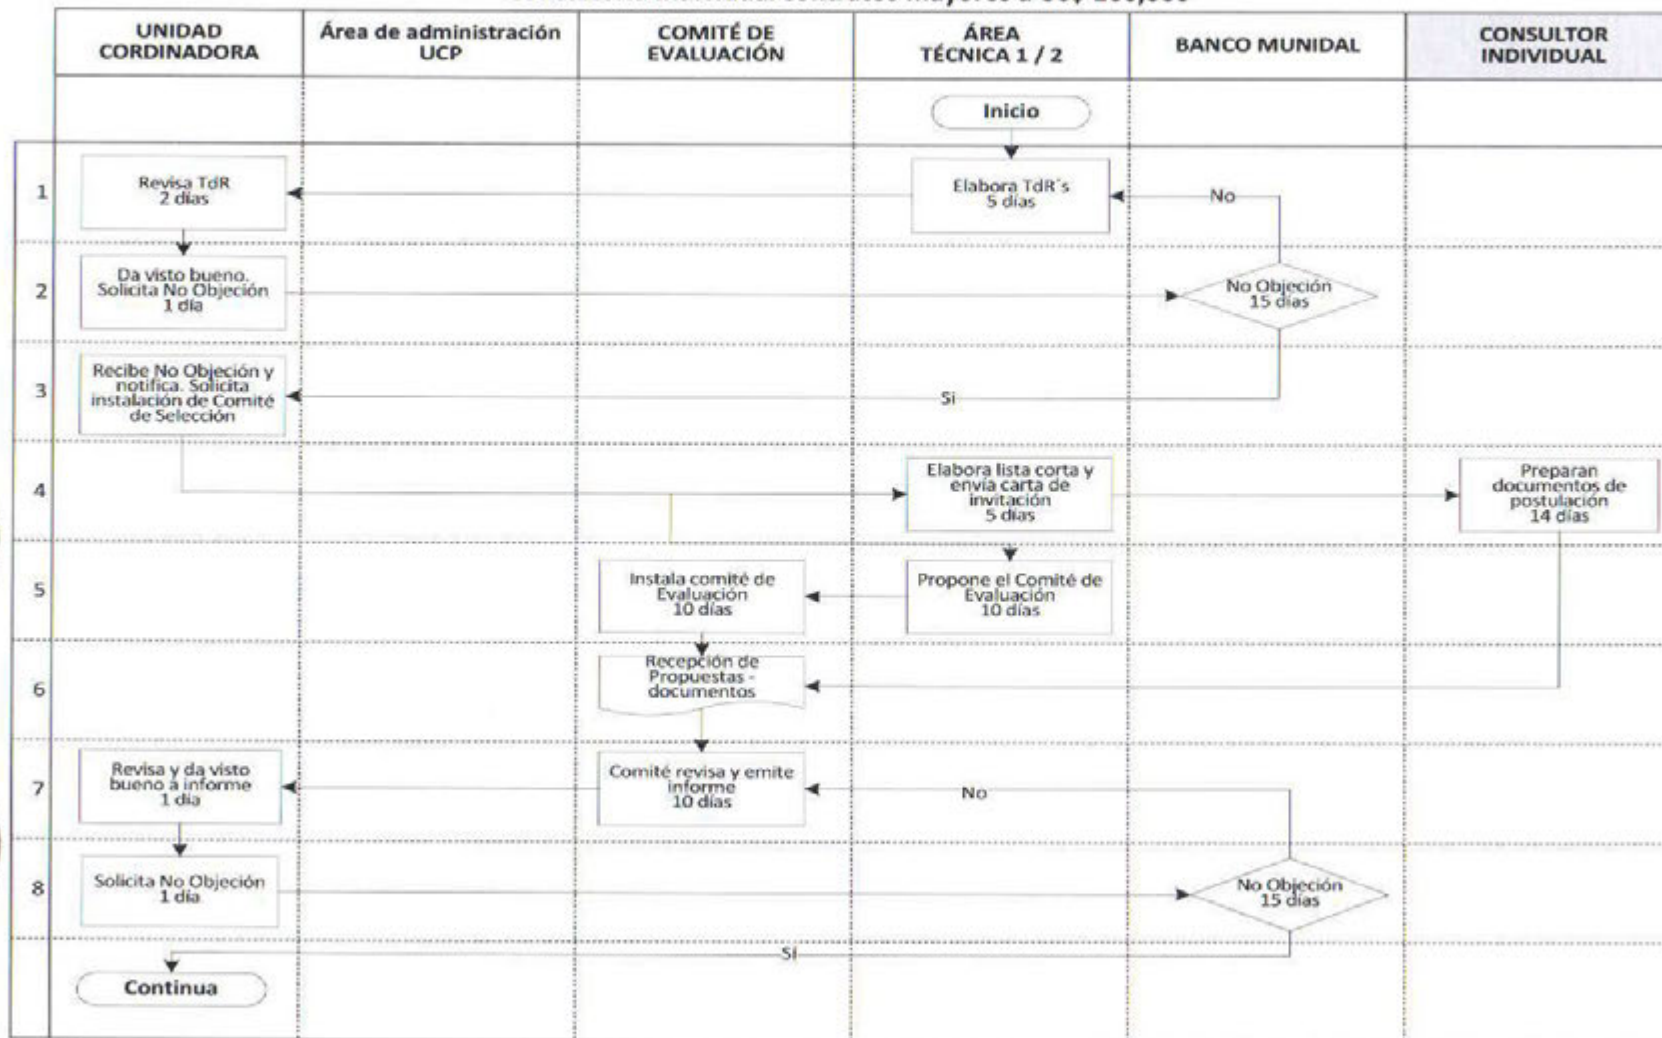 UNIDAD
CORDINADORA
Área de administración
UCP
COMITÉ DE
EVALUACIÓN
ÁREA
TÉCNICA 1 / 2
BANCO MUNIDAL
CONSULTOR
INDIVIDUAL
Inicio
1
Revisa TdR
2 días
Elabora TdR´s
5 días
No
2
Da visto bueno.
Solicita No Objeción
1 día
No Objeción
15 días
3
Recibe No Objeción y
notifica. Solicita
instalación de Comité
de Selección
Si
4
Elabora lista corta y
envía carta de
invitación
5 días
Preparan
documentos de
postulación
14 días
5
Instala comité de
Evaluación
10 días
Propone el Comité de
Evaluación
10 días
6
Recepción de
Propuestas -
documentos
7
Revisa y da visto
bueno a informe
1 día
Comité revisa y emite
informe
10 días
No
8
Solicita No Objeción
1 día
No Objeción
15 días
Si
Continua